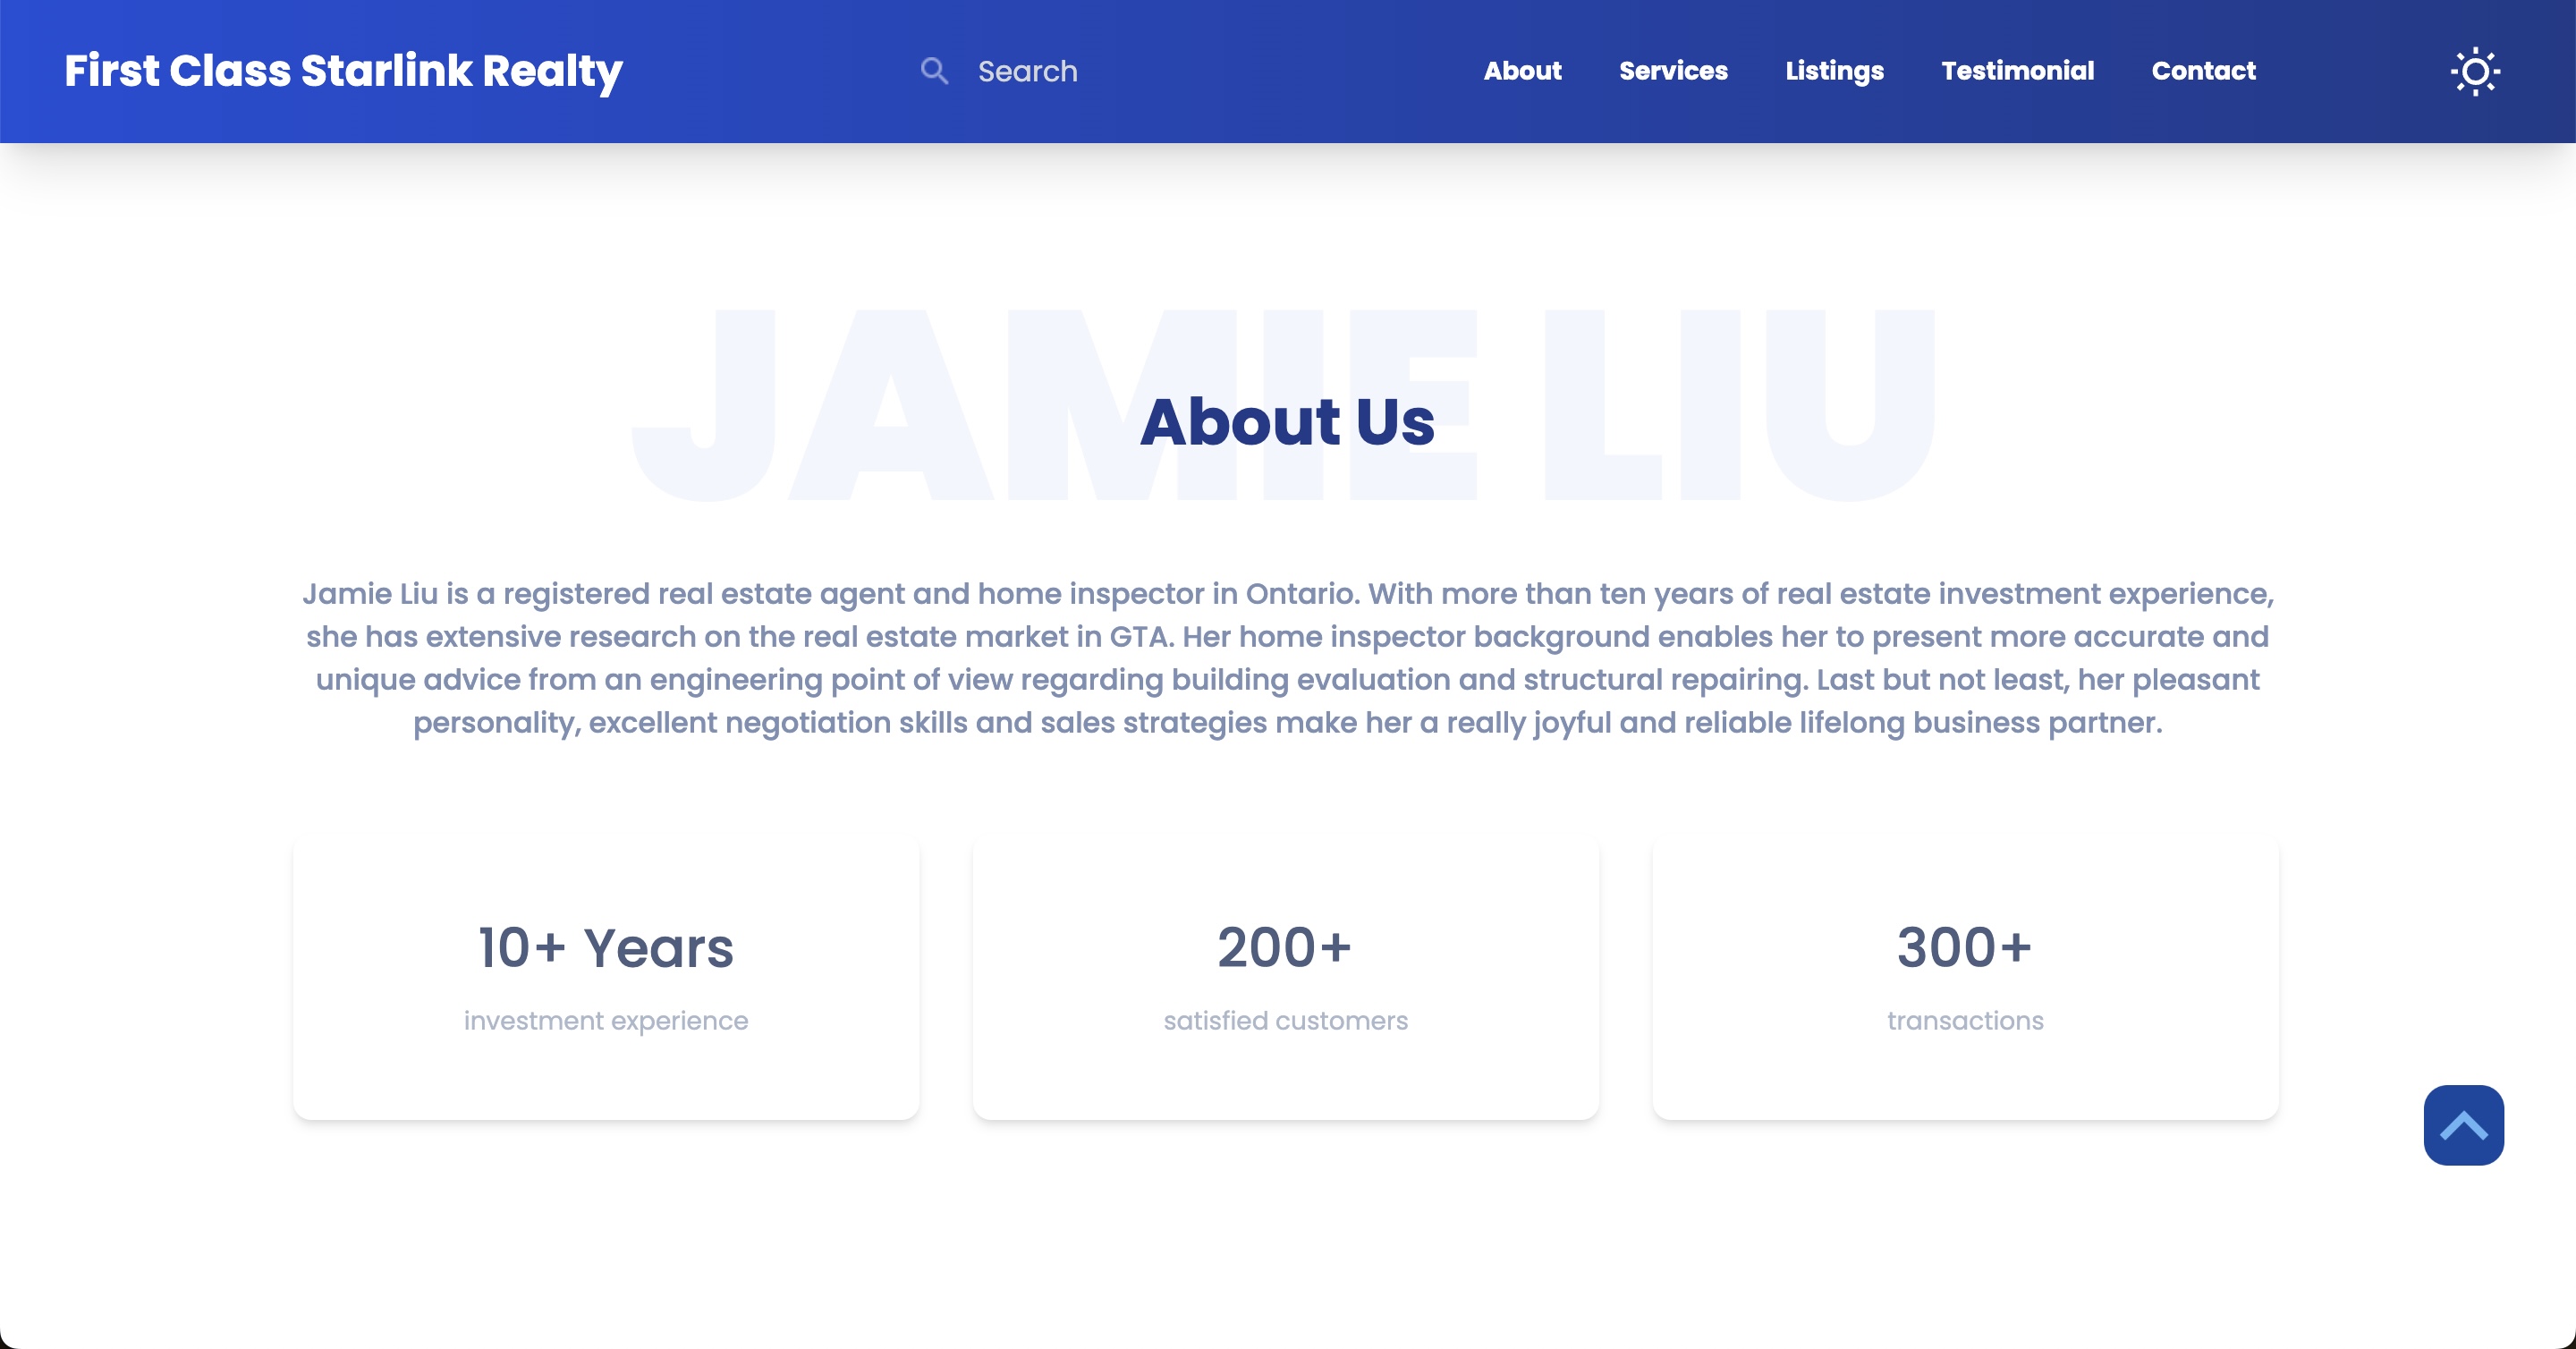 First Class Starlink Realty
Search
About
Services
Listings
Testimonial
Contact
JAMIE LIU
About Us
Jamie Liu is a registered real estate agent and home inspector in Ontario. With more than ten years of real estate investment experience,
she has extensive research on the real estate market in GTA. Her home inspector background enables her to present more accurate and
unique advice from an engineering point of view regarding building evaluation and structural repairing. Last but not least, her pleasant
personality, excellent negotiation skills and sales strategies make her a really joyful and reliable lifelong business partner.
10+ Years
investment experience
200+
satisfied customers
300+
transactions